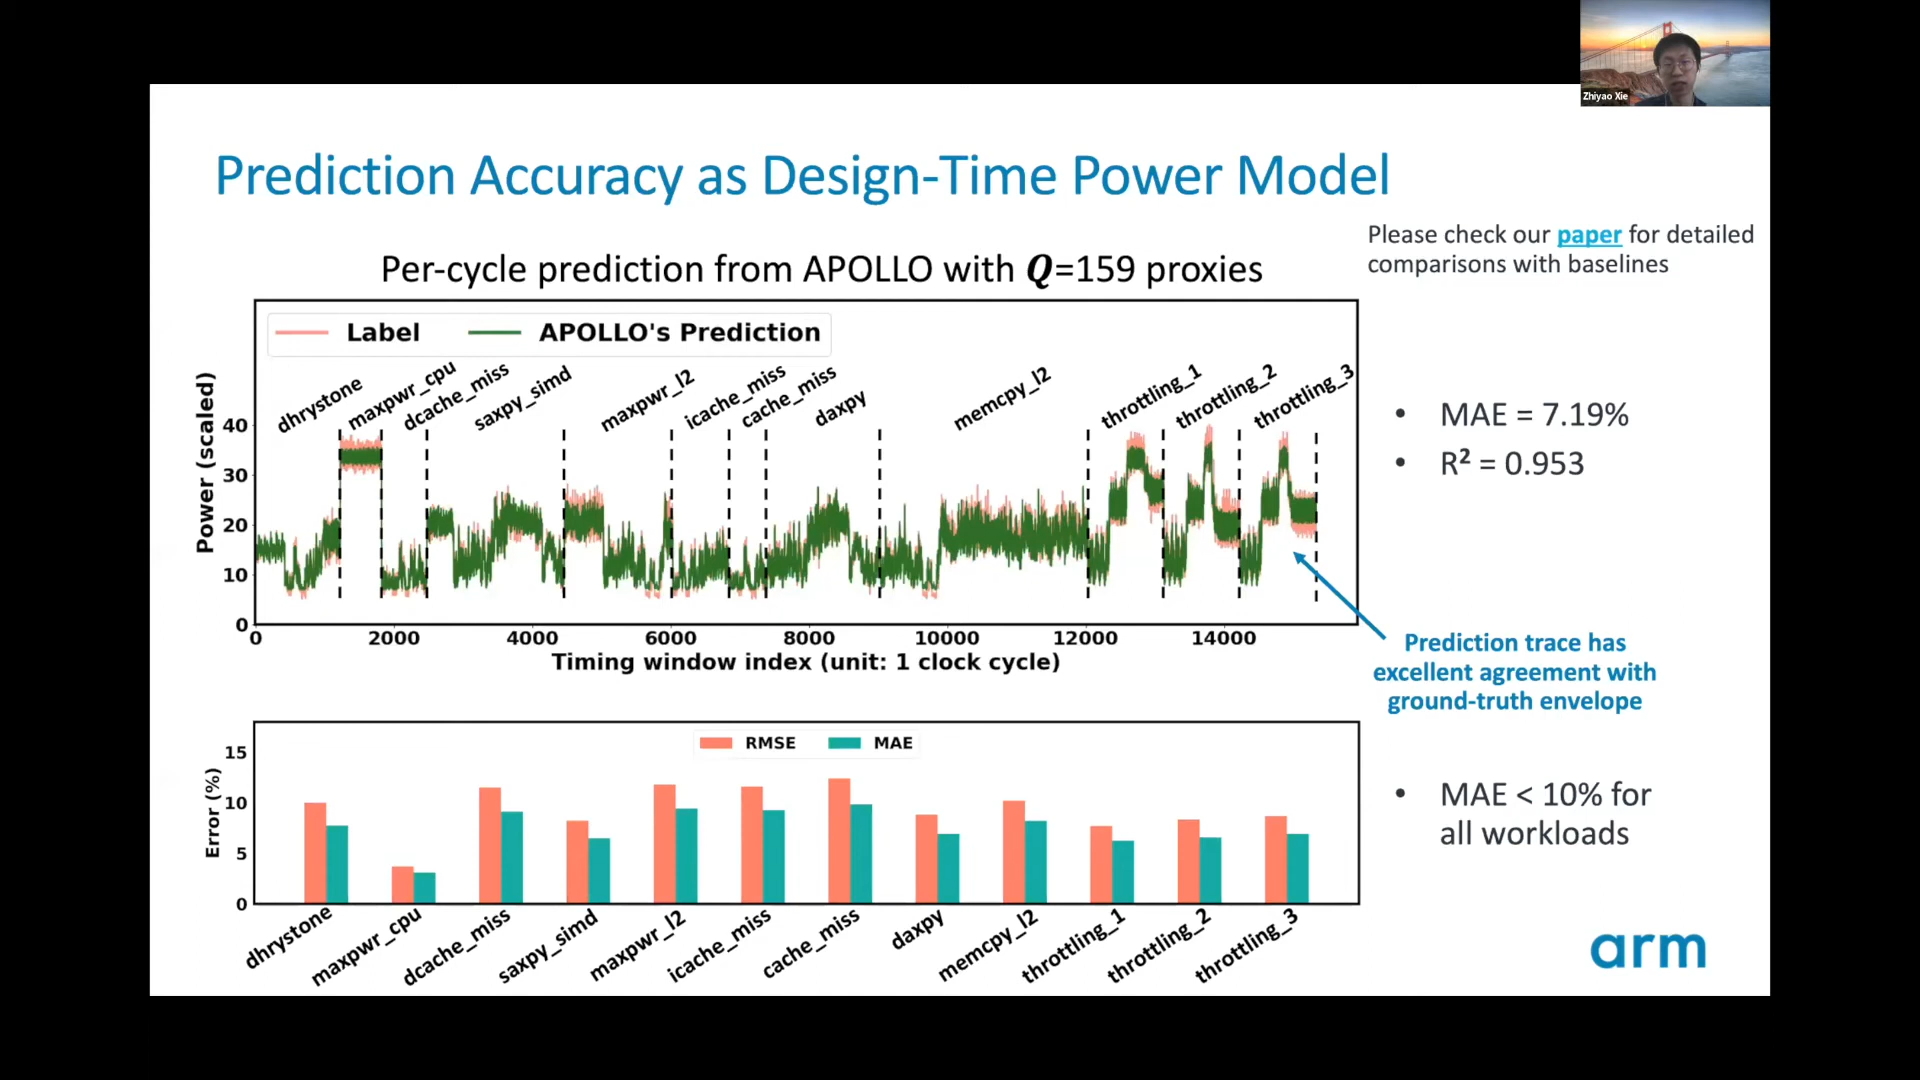 Zhiyao Xie
Prediction Accuracy as Design-Time Power Model
Please check our paper for detailed
comparisons with baselines
Per-cycle prediction from APOLLO with Q=159 proxies
Label APOLLO's Prediction
dhrystone maxpwr_cpu dcache_miss saxpy_simd maxpwr_l2 icache_miss cache_miss daxpy memcpy_l2 throttling_1 throttling_2 throttling_3
Power (scaled)
40
30
20
10
0
0 2000 4000 6000 8000 10000 12000 14000
Timing window index (unit: 1 clock cycle)
• MAE = 7.19%
• R² = 0.953
Prediction trace has
excellent agreement with
ground-truth envelope
RMSE MAE
Error (%)
15
10
5
0
dhrystone maxpwr_cpu dcache_miss saxpy_simd maxpwr_l2 icache_miss cache_miss daxpy memcpy_l2 throttling_1 throttling_2 throttling_3
• MAE < 10% for
all workloads
arm